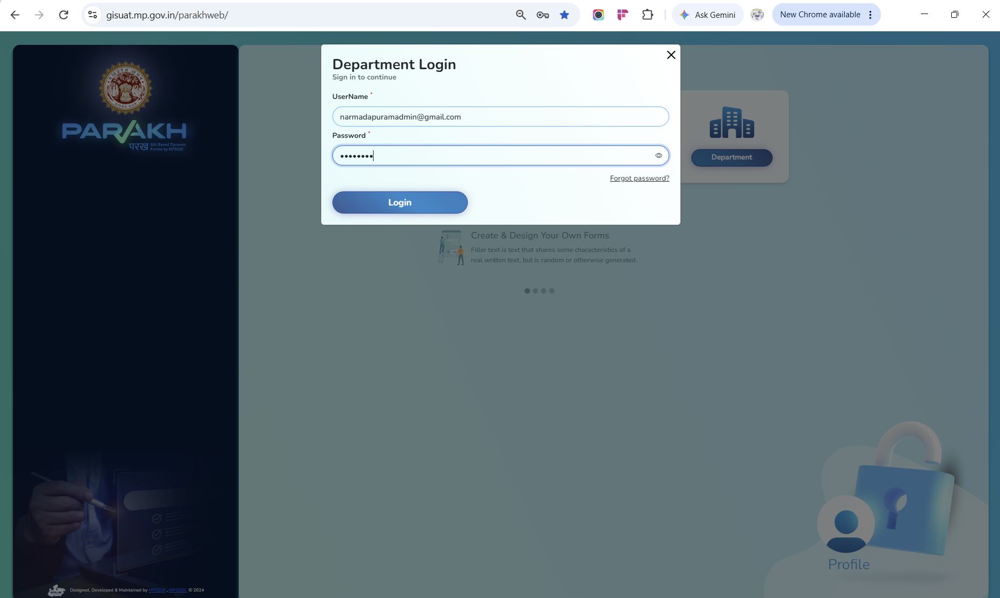 gisuat.mp.gov.in/parakhweb/
Ask Gemini
New Chrome available
PARAKH
परख GIS Based Dynamic
Forms by MPSSDI
Department Login
Sign in to continue
UserName *
narmadapuramadmin@gmail.com
Password *
••••••••
Forgot password?
Login
Department
Create & Design Your Own Forms
Filler text is text that shares some characteristics of a
real written text, but is random or otherwise generated.
Profile
Designed, Developed & Maintained by MPSSDI , MPSEDC © 2024